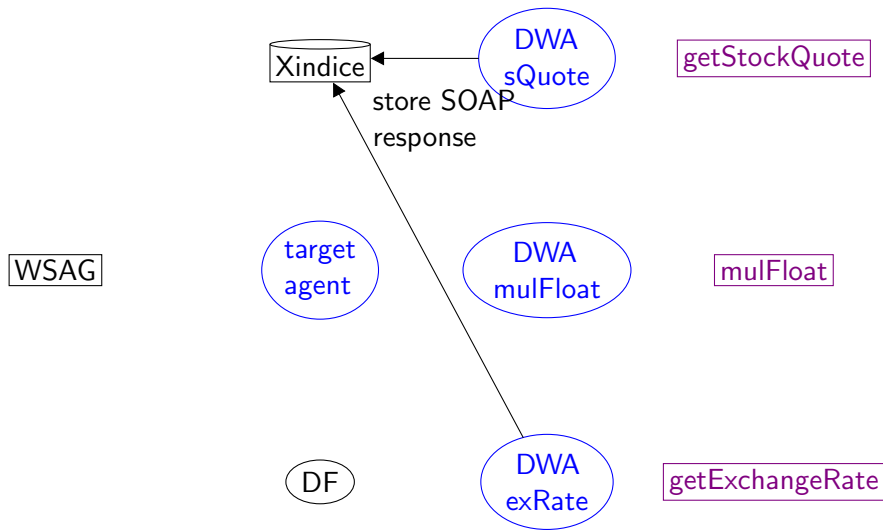 Xindice
DWA
sQuote
getStockQuote
store SOAP
response
WSAG
target
agent
DWA
mulFloat
mulFloat
DF
DWA
exRate
getExchangeRate